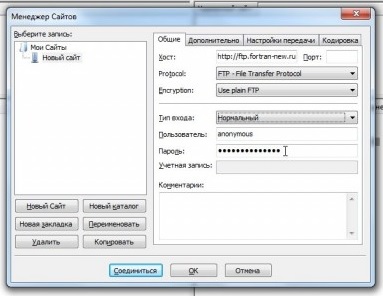 Менеджер Сайтов
Выберите запись:
Мои Сайты
Новый сайт
Новый Сайт
Новый каталог
Новая закладка
Переименовать
Удалить
Копировать
Общие
Дополнительно
Настройки передачи
Кодировка
Хост:
http://ftp.fortran-new.ru
Порт:
Protocol:
FTP - File Transfer Protocol
Encryption:
Use plain FTP
Тип входа:
Нормальный
Пользователь:
anonymous
Пароль:
••••••••••••••
Учетная запись:
Комментарии:
Соединиться
OK
Отмена